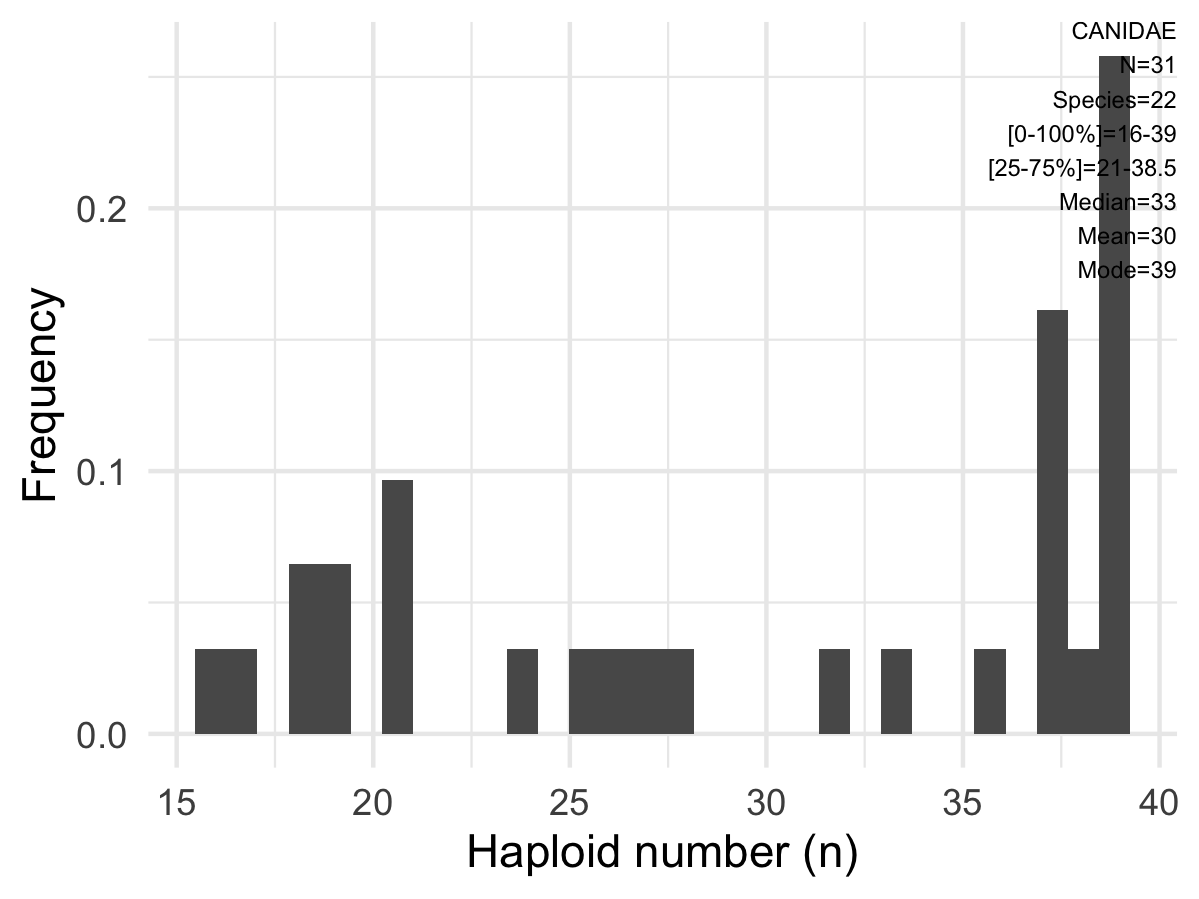 CANIDAE
N=31
Species=22
[0-100%]=16-39
[25-75%]=21-38.5
Median=33
Mean=30
Mode=39
0.2
0.1
0.0
Frequency
15 20 25 30 35 40
Haploid number (n)